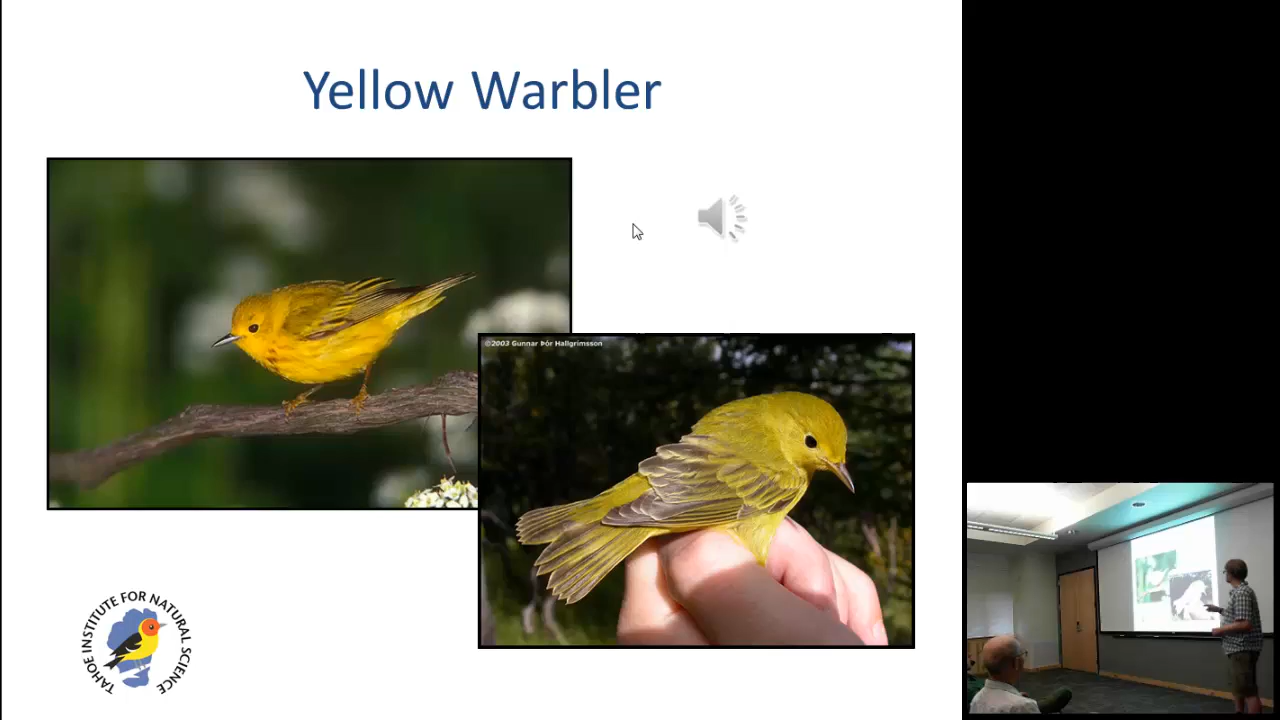 Yellow Warbler
©2003 Gunnar Þór Hallgrímsson
TAHOE INSTITUTE FOR NATURAL SCIENCE